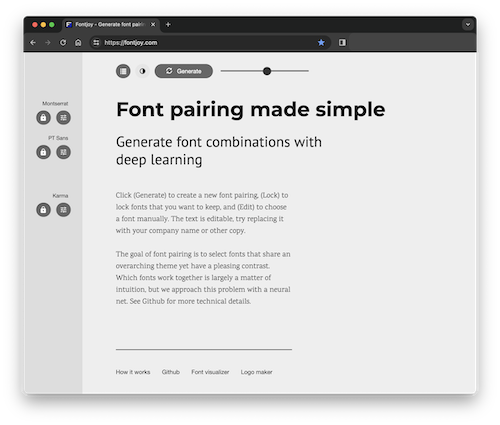 Fontjoy - Generate font pairin
https://fontjoy.com
Generate
Montserrat
Font pairing made simple
PT Sans
Generate font combinations with
deep learning
Karma
Click (Generate) to create a new font pairing, (Lock) to
lock fonts that you want to keep, and (Edit) to choose
a font manually. The text is editable, try replacing it
with your company name or other copy.
The goal of font pairing is to select fonts that share an
overarching theme yet have a pleasing contrast.
Which fonts work together is largely a matter of
intuition, but we approach this problem with a neural
net. See Github for more technical details.
How it works
Github
Font visualizer
Logo maker